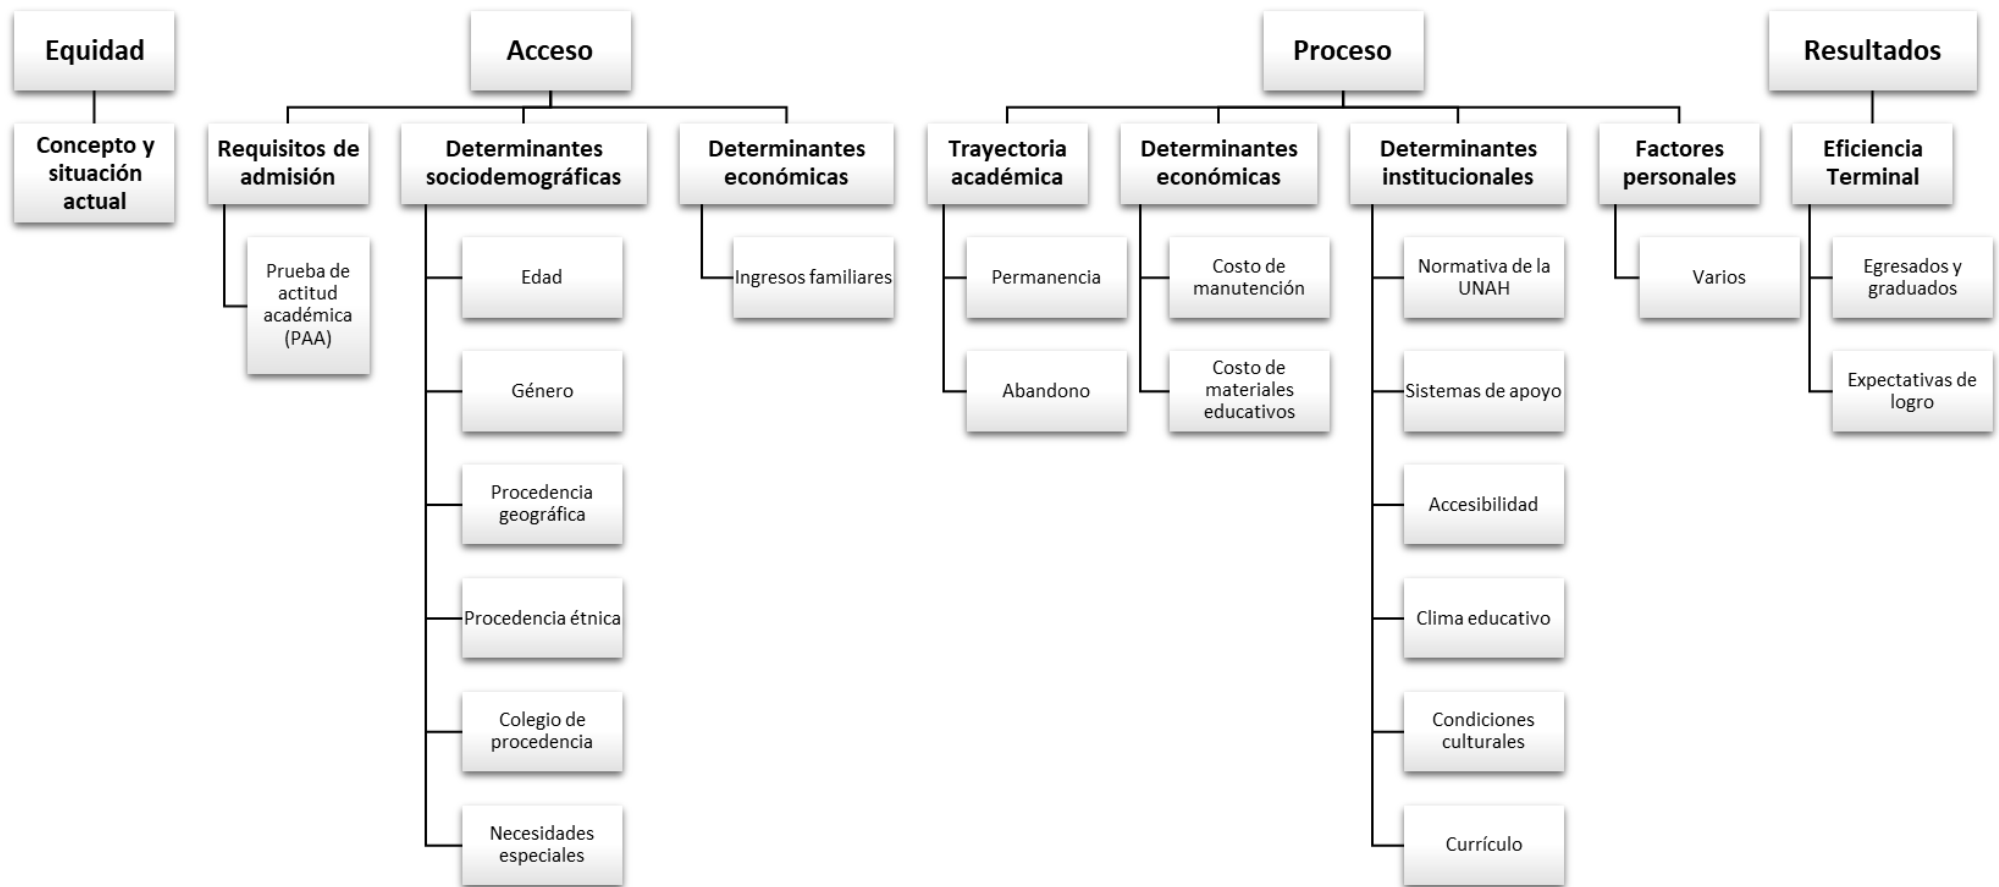 Equidad
Acceso
Proceso
Resultados
Concepto y
situación
actual
Requisitos de
admisión
Determinantes
sociodemográficas
Determinantes
económicas
Trayectoria
académica
Determinantes
económicas
Determinantes
institucionales
Factores
personales
Eficiencia
Terminal
Prueba de
actitud
académica
(PAA)
Edad
Género
Procedencia
geográfica
Procedencia étnica
Colegio de
procedencia
Necesidades
especiales
Ingresos familiares
Permanencia
Abandono
Costo de
manutención
Costo de
materiales
educativos
Normativa de la
UNAH
Sistemas de apoyo
Accesibilidad
Clima educativo
Condiciones
culturales
Currículo
Varios
Egresados y
graduados
Expectativas de
logro